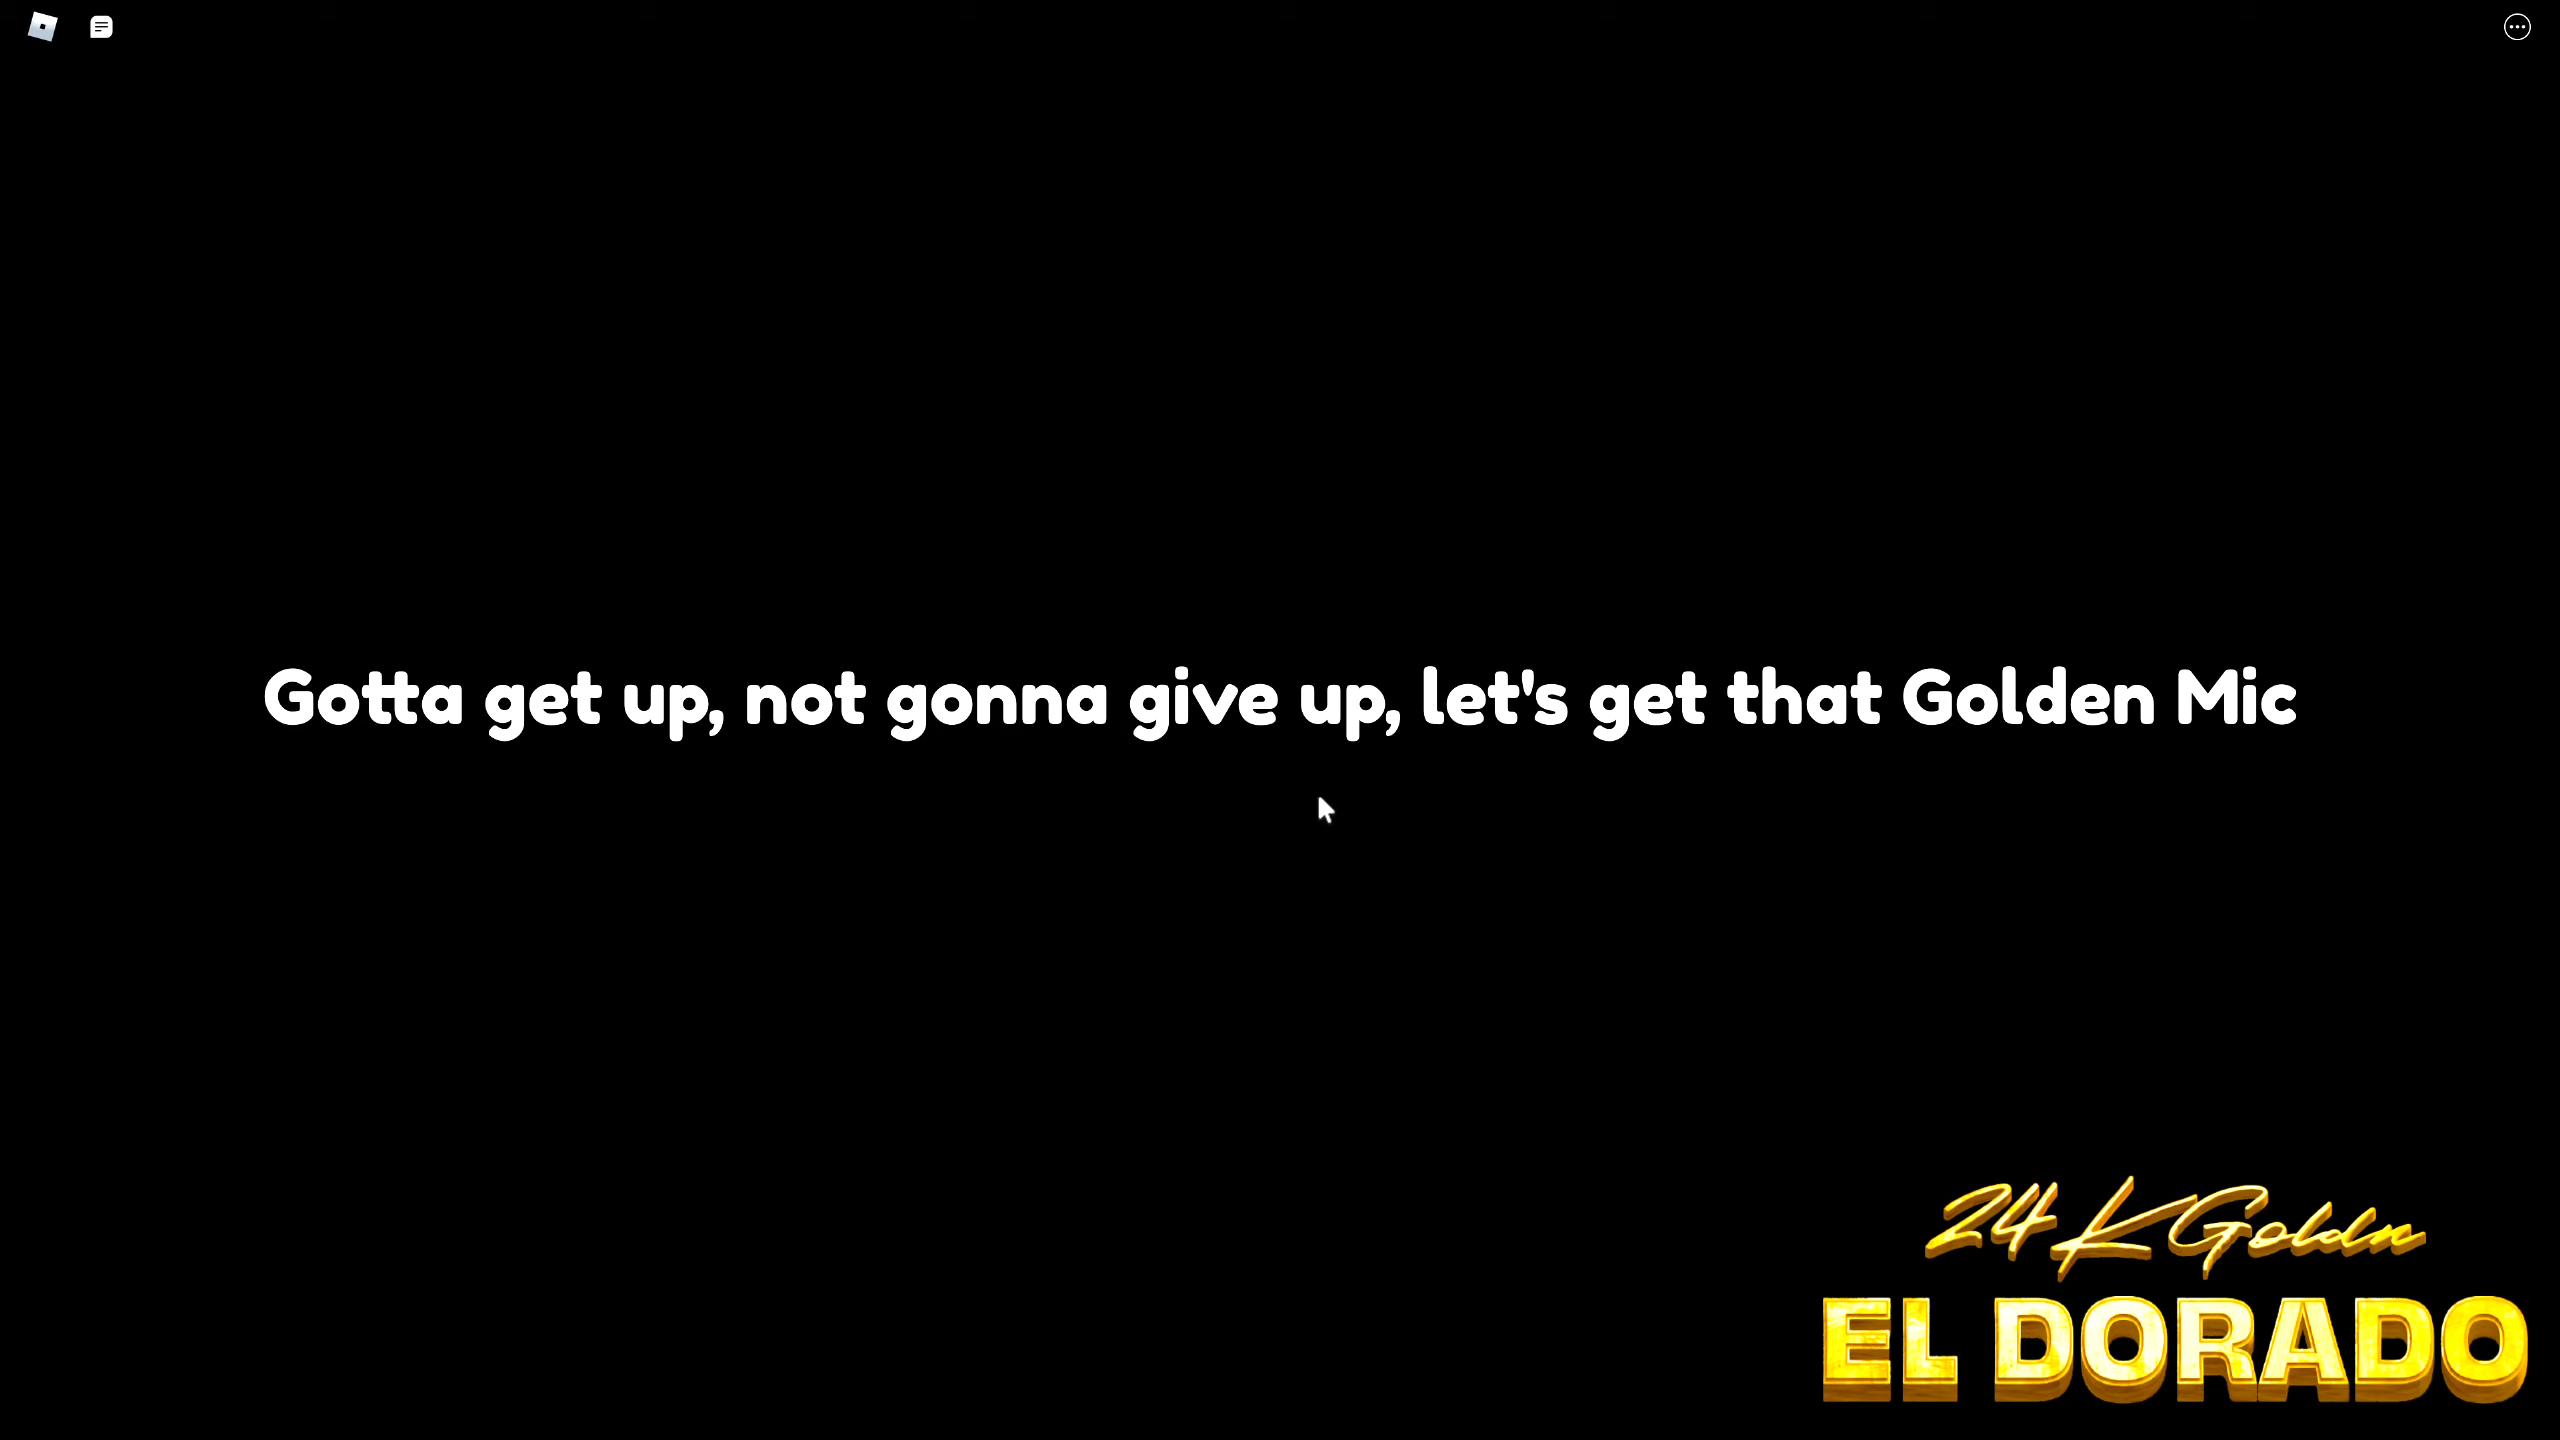 Gotta get up, not gonna give up, let's get that Golden Mic
24KGoldn
EL DORADO